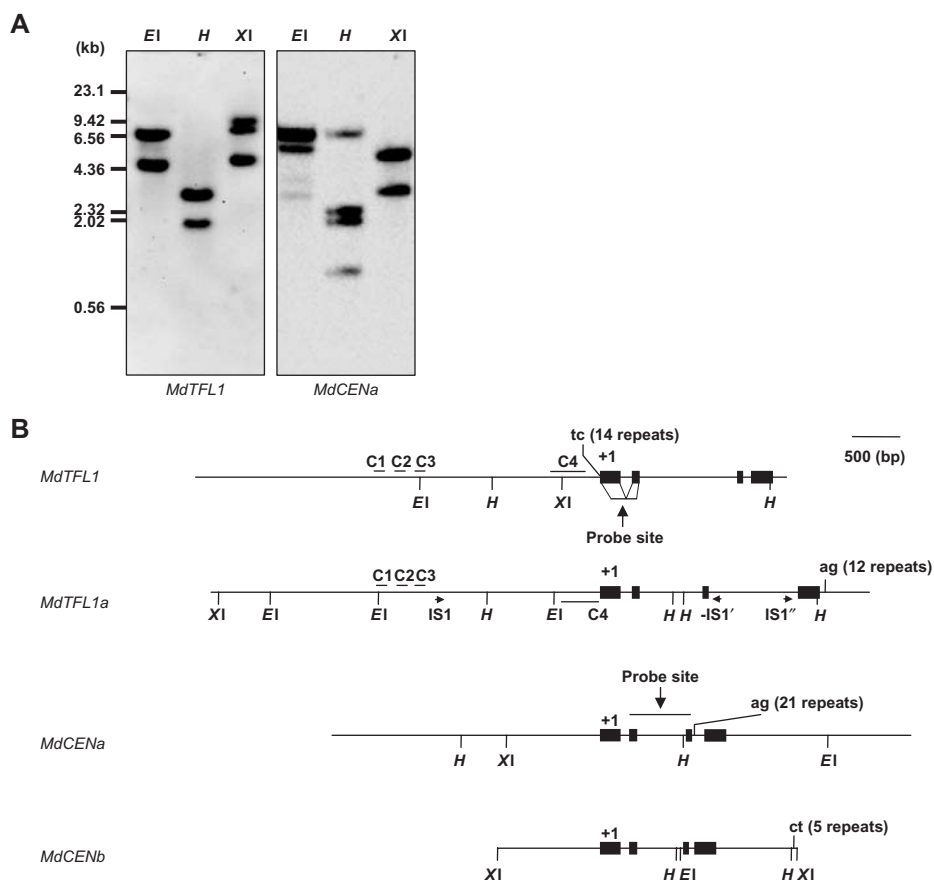 A
EI H XI EI H XI
(kb)
23.1
9.42
6.56
4.36
2.32
2.02
0.56
MdTFL1 MdCENa
B
tc (14 repeats)
C1 C2 C3 C4 +1 500 (bp)
MdTFL1
EI H XI H
Probe site
ag (12 repeats)
C1 C2 C3 +1
MdTFL1a
XI EI EI IS1 H EI C4 H H -IS1′ IS1″ H
Probe site
ag (21 repeats)
+1
MdCENa
H XI H EI
ct (5 repeats)
+1
MdCENb
XI H EI H XI